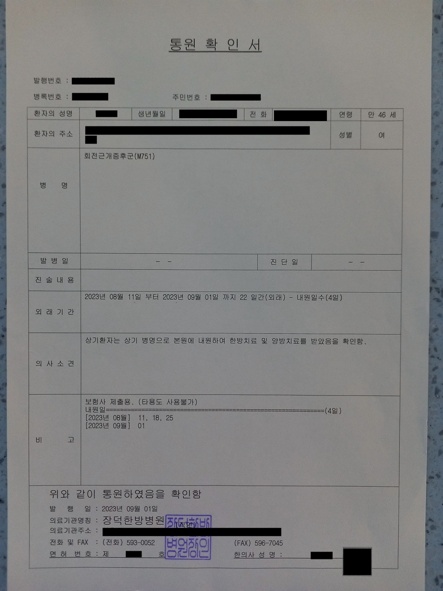 통 원 확 인 서
발행번호 :
병록번호 : 주민번호 :
환자의 성명 생년월일 전 화 연령 만 46 세
환자의 주소 성별 여
병 명 회전근개증후군(M751)
발 병 일 - - 진 단 일 - -
진 술 내 용
외 래 기 간 2023년 08월 11일 부터 2023년 09월 01일 까지 22 일간(외래) - 내원일수(4일)
의 사 소 견 상기환자는 상기 병명으로 본원에 내원하여 한방치료 및 양방치료를 받았음을 확인함.
비 고 보험사 제출용. (타용도 사용불가)
내원일===(4일)
[2023년 08월] 11, 18, 25
[2023년 09월] 01
위와 같이 통원하였음을 확인함
발 행 일 : 2023년 09월 01일
의료기관명칭 : 장덕한방병원
의료기관주소 :
전화 및 FAX : (전화) 593-0052 (FAX) 596-7045
면 허 번 호 : 제 호 한의사 성 명 :